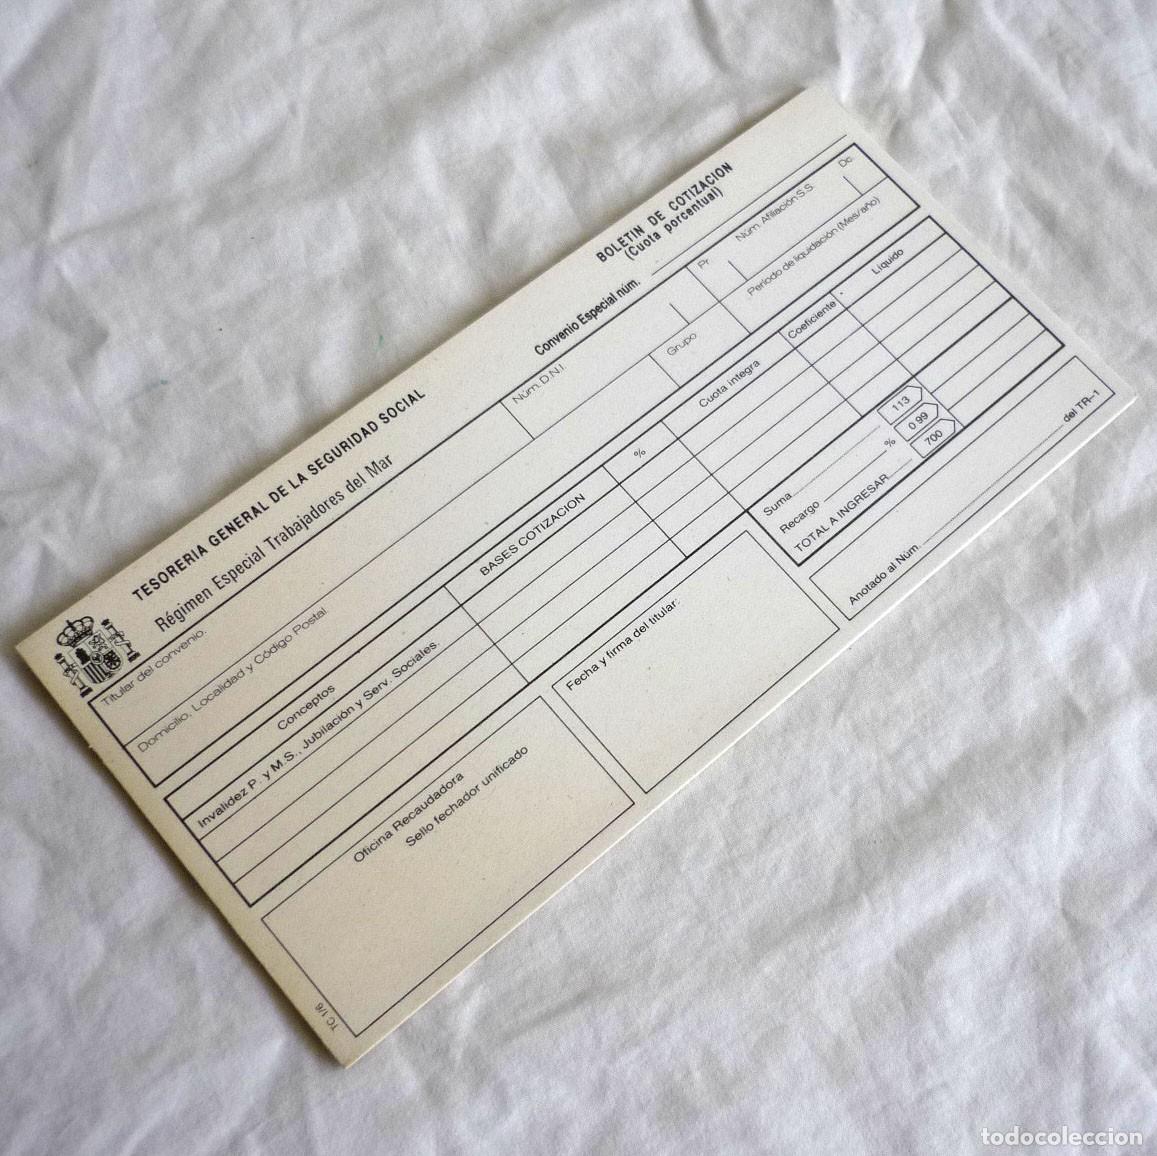 TESORERIA GENERAL DE LA SEGURIDAD SOCIAL
Régimen Especial Trabajadores del Mar
BOLETIN DE COTIZACION
(Cuota porcentual)
Convenio Especial núm.
Titular del convenio.
Núm. D.N.I.
Pr
Núm. Afiliación S.S.
Dc.
Domicilio, Localidad y Código Postal
Grupo
Período de liquidación (Mes/año)
Conceptos
BASES COTIZACION
%
Cuota integra
Coeficiente
Líquido
Invalidez P. y M.S., Jubilación y Serv. Sociales.
Suma
113
Recargo
%
0.99
TOTAL A INGRESAR
700
Oficina Recaudadora
Sello fechador unificado
Fecha y firma del titular:
Anotado al Núm.
del TR-1
TC 1/6
todocoleccion